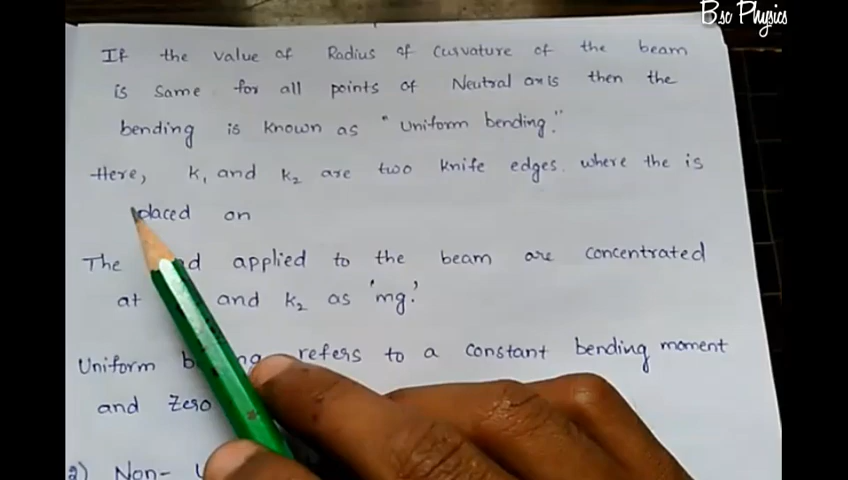 Bsc Physics
If the value of Radius of curvature of the beam
is same for all points of Neutral axis then the
bending is known as "Uniform bending."
Here, K1 and K2 are two knife edges where the is
placed on
The applied to the beam are concentrated
at and K2 as 'mg.'
Uniform refers to a constant bending moment
and Zero
2) Non-